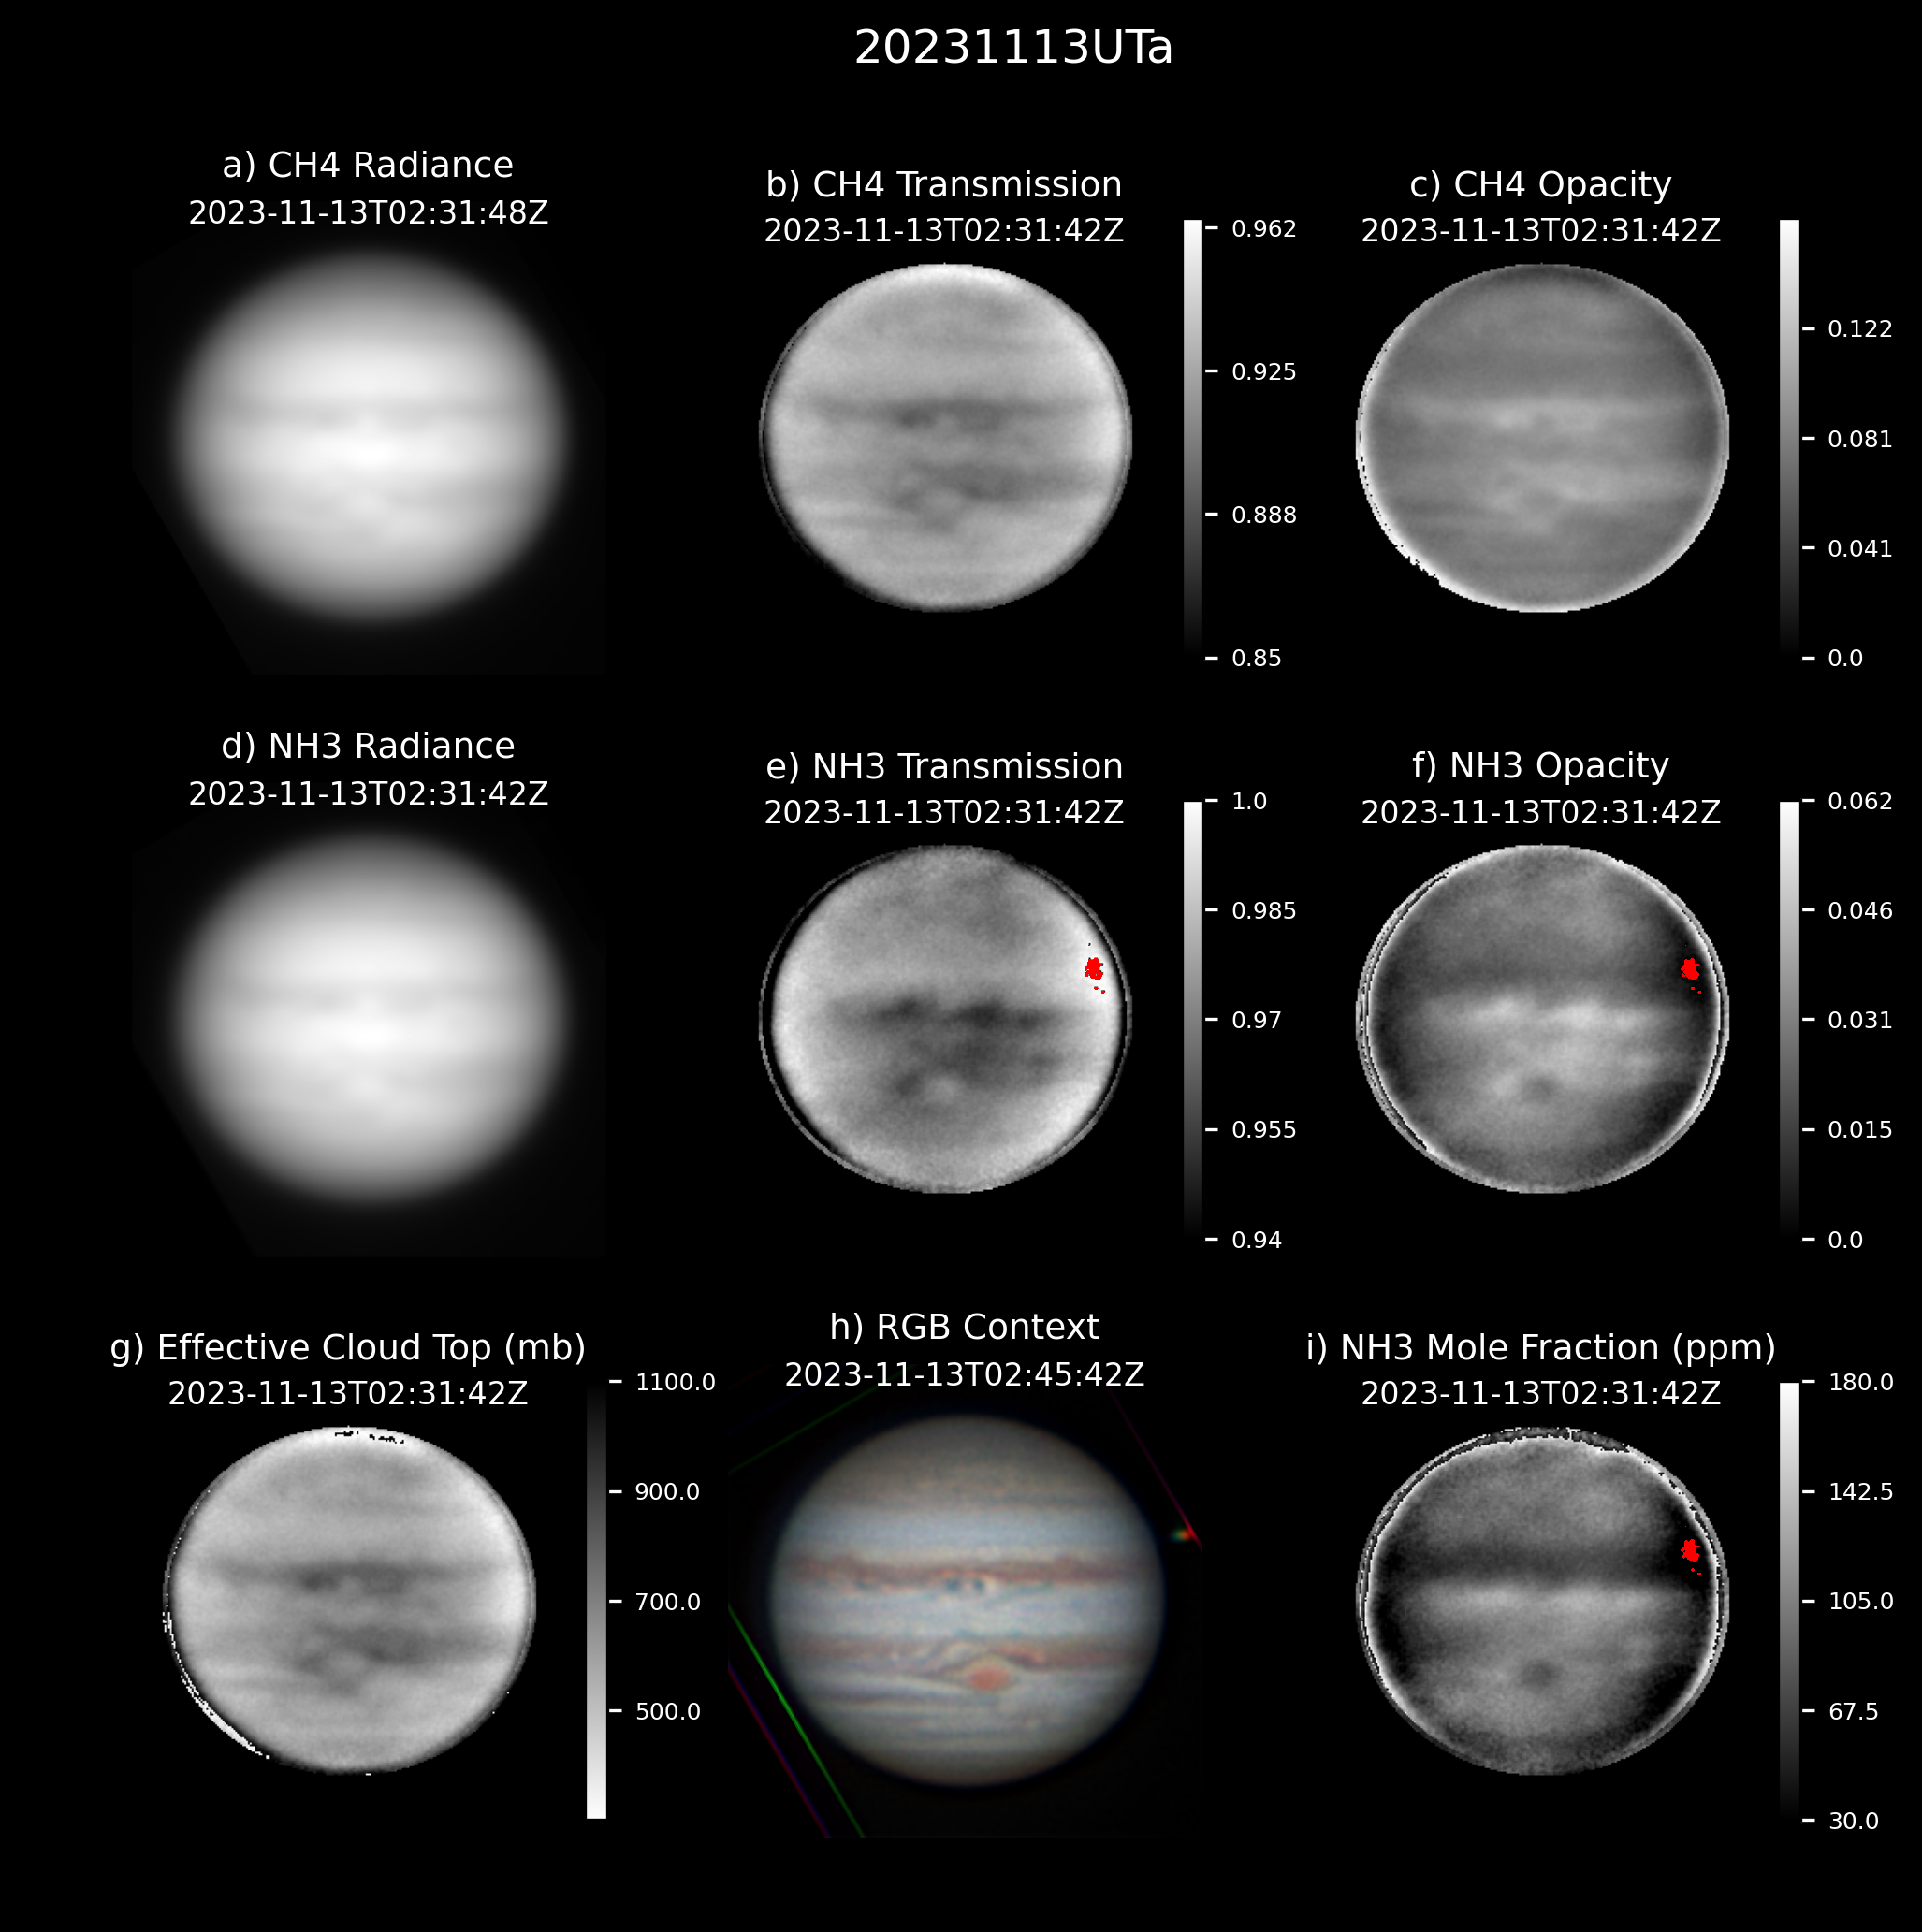 20231113UTa
a) CH4 Radiance
2023-11-13T02:31:48Z
b) CH4 Transmission
2023-11-13T02:31:42Z
0.962
0.925
0.888
0.85
c) CH4 Opacity
2023-11-13T02:31:42Z
0.122
0.081
0.041
0.0
d) NH3 Radiance
2023-11-13T02:31:42Z
e) NH3 Transmission
2023-11-13T02:31:42Z
1.0
0.985
0.97
0.955
0.94
f) NH3 Opacity
2023-11-13T02:31:42Z
0.062
0.046
0.031
0.015
0.0
g) Effective Cloud Top (mb)
2023-11-13T02:31:42Z
1100.0
900.0
700.0
500.0
h) RGB Context
2023-11-13T02:45:42Z
i) NH3 Mole Fraction (ppm)
2023-11-13T02:31:42Z
180.0
142.5
105.0
67.5
30.0